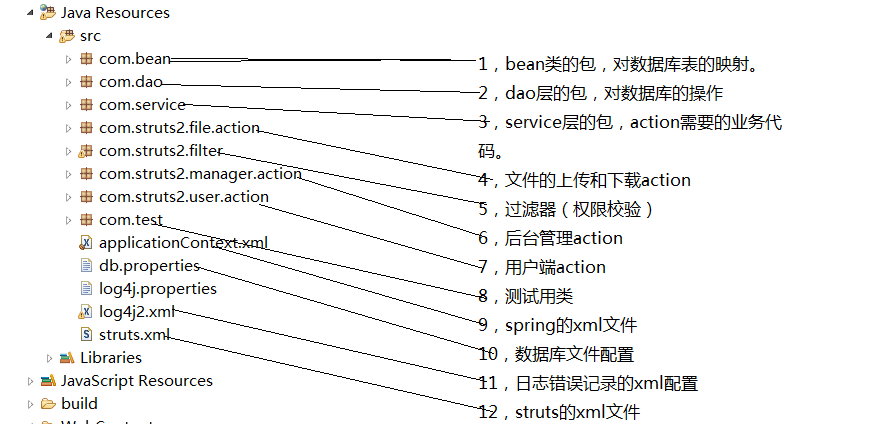 Java Resources
src
com.bean
com.dao
com.service
com.struts2.file.action
com.struts2.filter
com.struts2.manager.action
com.struts2.user.action
com.test
applicationContext.xml
db.properties
log4j.properties
log4j2.xml
struts.xml
Libraries
JavaScript Resources
build
1，bean类的包，对数据库表的映射。
2，dao层的包，对数据库的操作
3，service层的包，action需要的业务代
码。
4，文件的上传和下载action
5，过滤器（权限校验）
6，后台管理action
7，用户端action
8，测试用类
9，spring的xml文件
10，数据库文件配置
11，日志错误记录的xml配置
12，struts的xml文件